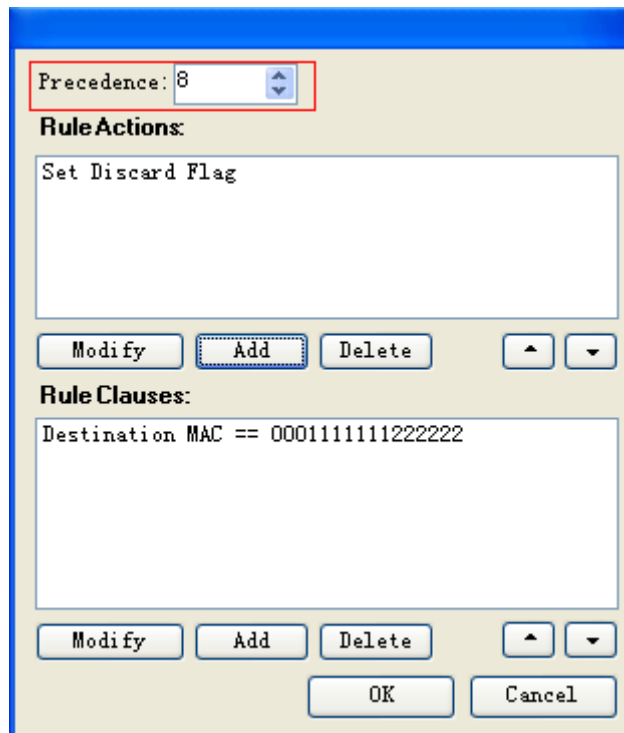 Precedence: 8
Rule Actions:
Set Discard Flag
Modify Add Delete
Rule Clauses:
Destination MAC == 0001111111222222
Modify Add Delete
OK Cancel